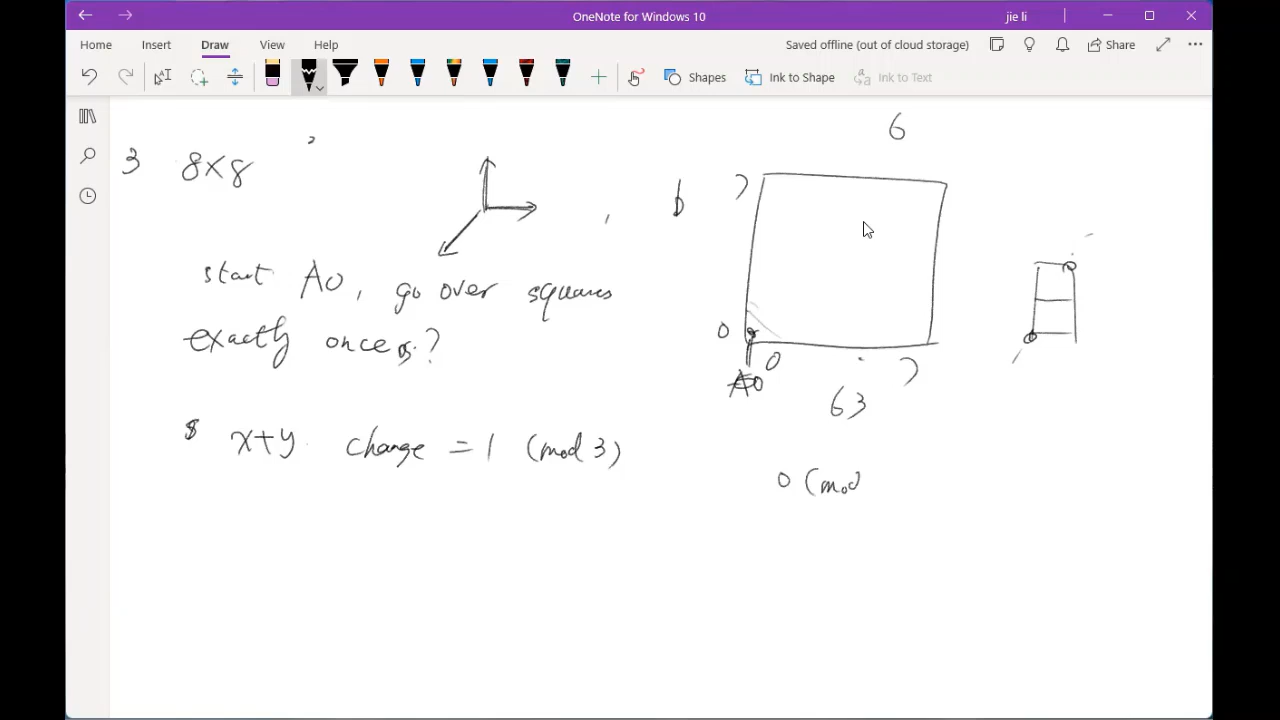 OneNote for Windows 10
jie li
Home Insert Draw View Help
Saved offline (out of cloud storage)
Share
Shapes
Ink to Shape
Ink to Text
3 8×8
6
start A0, go over squares
exactly once
?
0
0
A0
63
x+y change = 1 (mod 3)
0 (mod